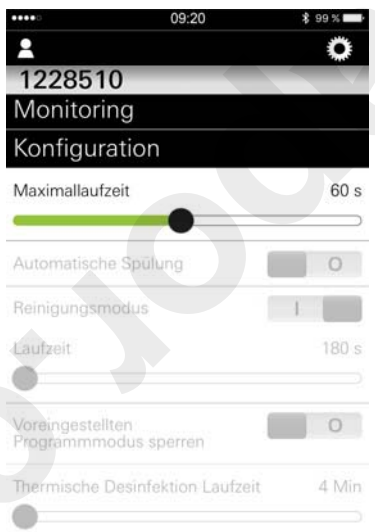 09:20
99 %
1228510
Monitoring
Konfiguration
Maximallaufzeit 60 s
Automatische Spülung O
Reinigungsmodus I
Laufzeit 180 s
Voreingestellten
Programmmodus sperren O
Thermische Desinfektion Laufzeit 4 Min